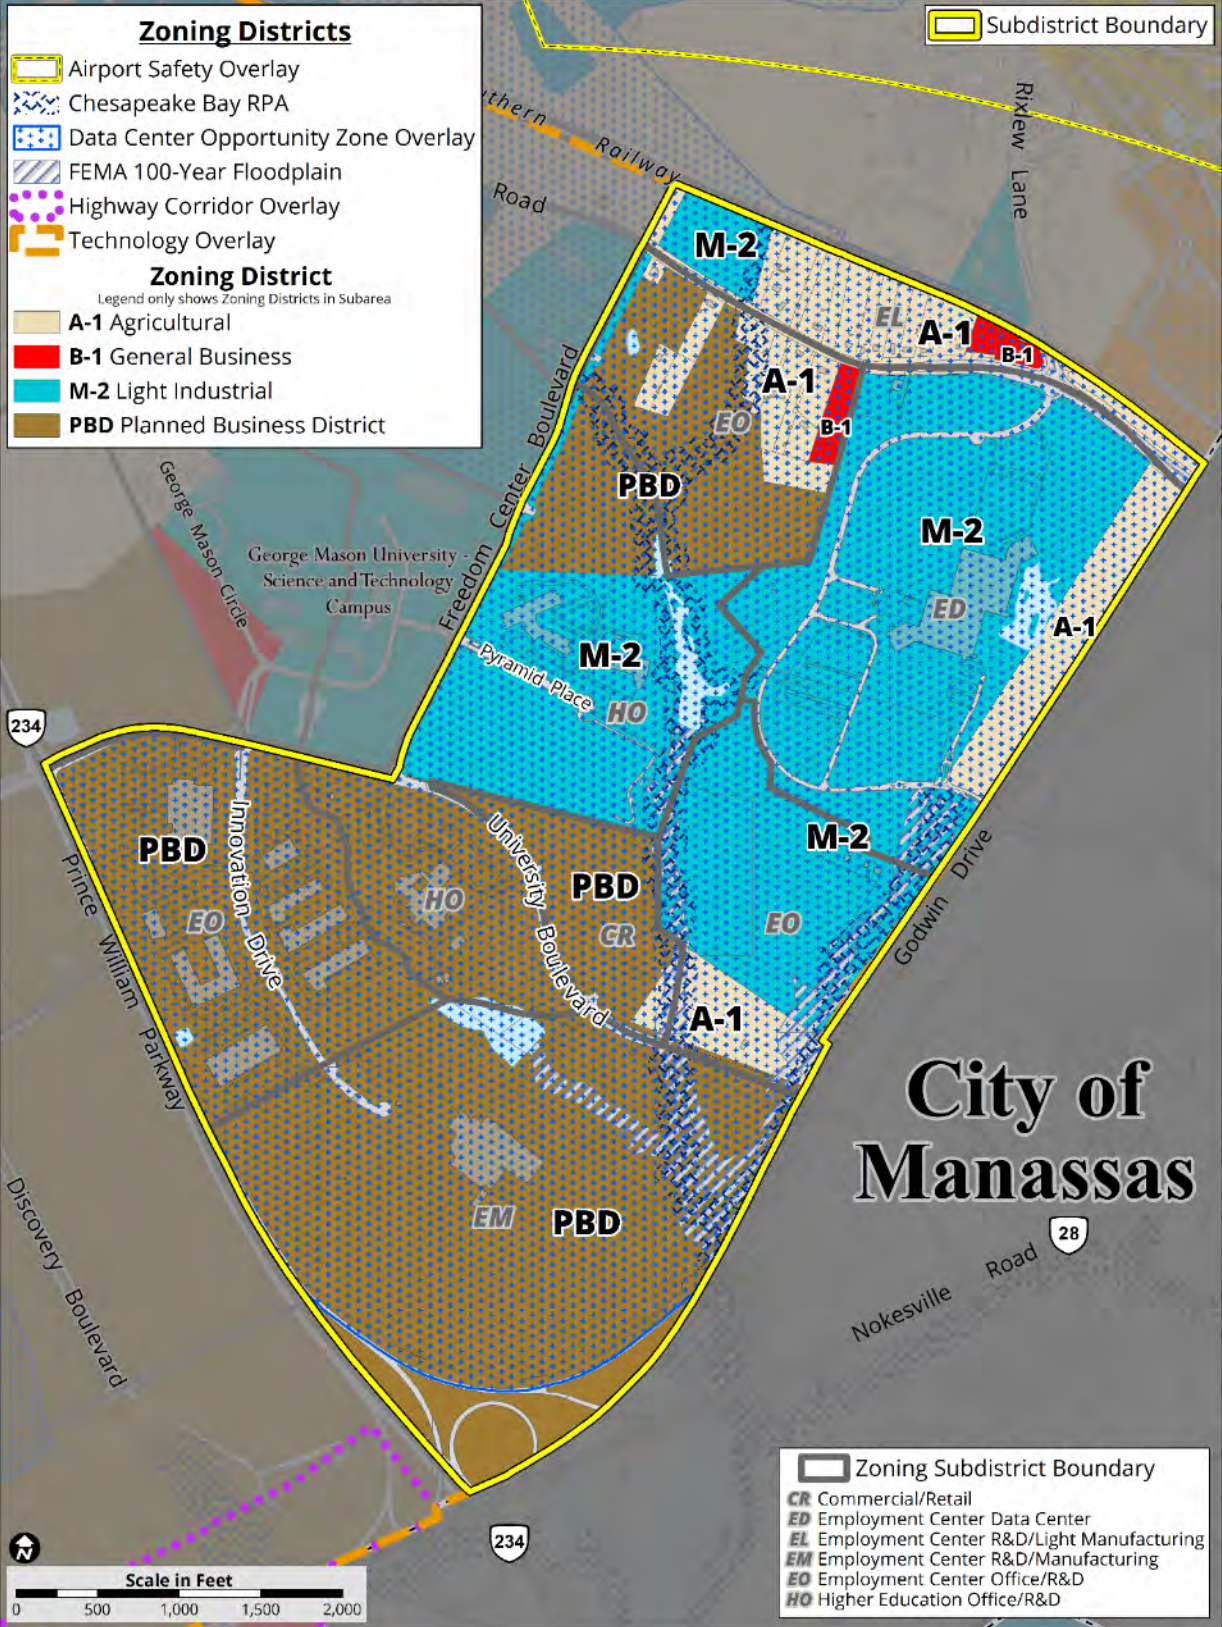 Zoning Districts
Airport Safety Overlay
Chesapeake Bay RPA
Data Center Opportunity Zone Overlay
FEMA 100-Year Floodplain
Highway Corridor Overlay
Technology Overlay
Zoning District
Legend only shows Zoning Districts in Subarea
A-1 Agricultural
B-1 General Business
M-2 Light Industrial
PBD Planned Business District
Subdistrict Boundary
Rixlew Lane
Railway
Road
M-2
EL
A-1
B-1
A-1
B-1
EO
PBD
Freedom Center Boulevard
M-2
ED
A-1
George Mason Circle
George Mason University -
Science and Technology
Campus
M-2
Pyramid Place
HO
234
M-2
PBD
Innovation Drive
University Boulevard
PBD
HO
CR
EO
EO
Godwin Drive
Prince William Parkway
A-1
City of
Manassas
EM
PBD
28
Nokesville Road
Discovery Boulevard
234
N
Scale in Feet
0 500 1,000 1,500 2,000
Zoning Subdistrict Boundary
CR Commercial/Retail
ED Employment Center Data Center
EL Employment Center R&D/Light Manufacturing
EM Employment Center R&D/Manufacturing
EO Employment Center Office/R&D
HO Higher Education Office/R&D